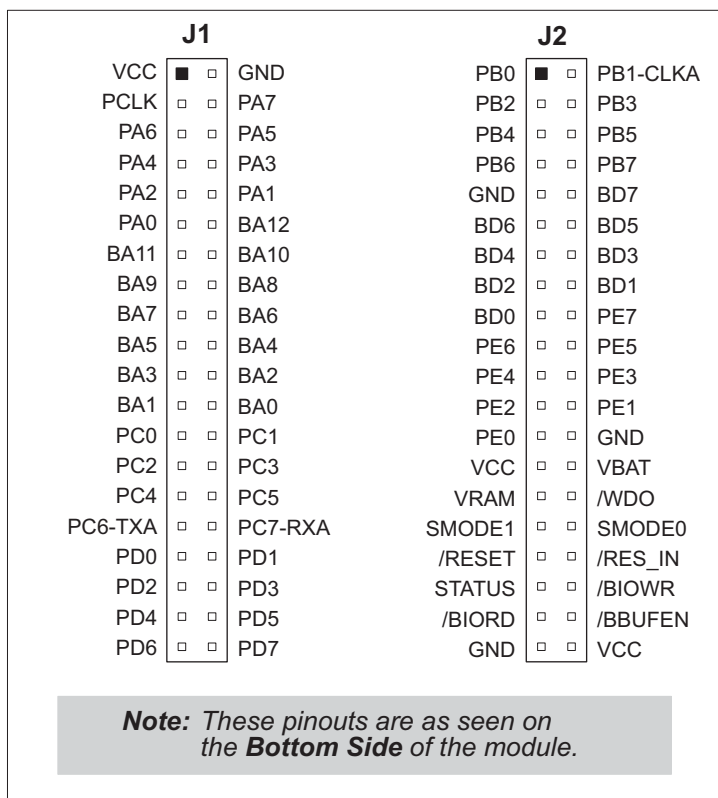 J1 J2
VCC GND PB0 PB1-CLKA
PCLK PA7 PB2 PB3
PA6 PA5 PB4 PB5
PA4 PA3 PB6 PB7
PA2 PA1 GND BD7
PA0 BA12 BD6 BD5
BA11 BA10 BD4 BD3
BA9 BA8 BD2 BD1
BA7 BA6 BD0 PE7
BA5 BA4 PE6 PE5
BA3 BA2 PE4 PE3
BA1 BA0 PE2 PE1
PC0 PC1 PE0 GND
PC2 PC3 VCC VBAT
PC4 PC5 VRAM /WDO
PC6-TXA PC7-RXA SMODE1 SMODE0
PD0 PD1 /RESET /RES_IN
PD2 PD3 STATUS /BIOWR
PD4 PD5 /BIORD /BBUFEN
PD6 PD7 GND VCC
Note: These pinouts are as seen on
the Bottom Side of the module.